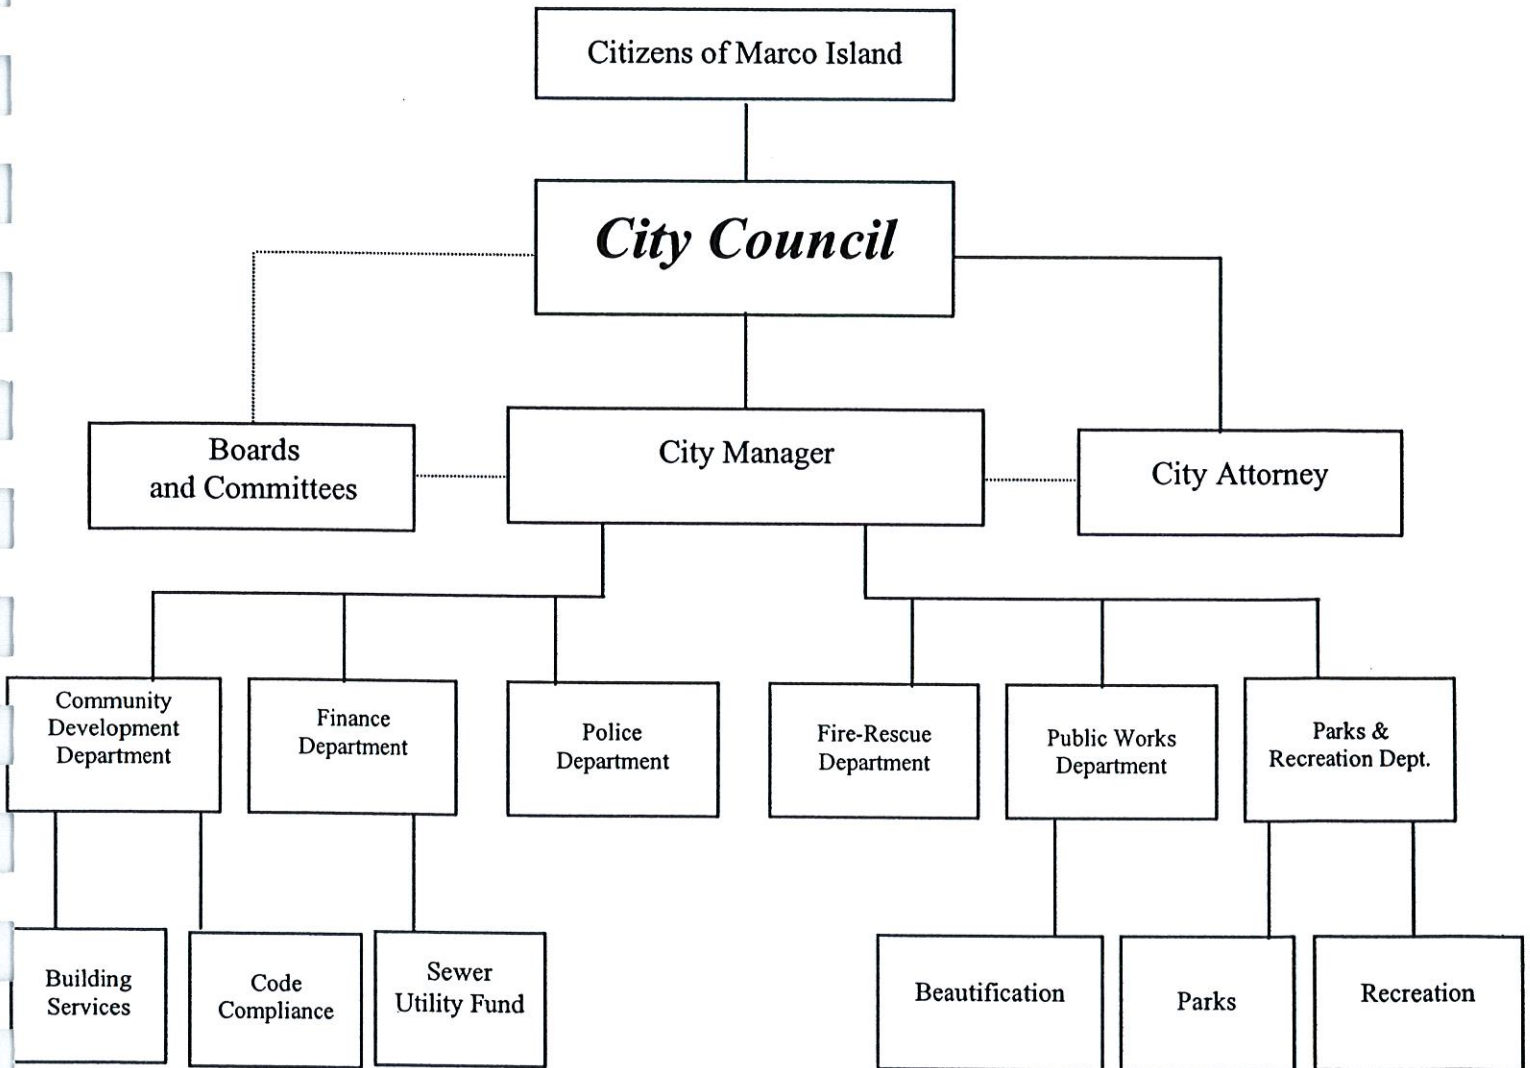 Citizens of Marco Island
City Council
Boards
and Committees
City Manager
City Attorney
Community
Development
Department
Finance
Department
Police
Department
Fire-Rescue
Department
Public Works
Department
Parks &
Recreation Dept.
Building
Services
Code
Compliance
Sewer
Utility Fund
Beautification
Parks
Recreation